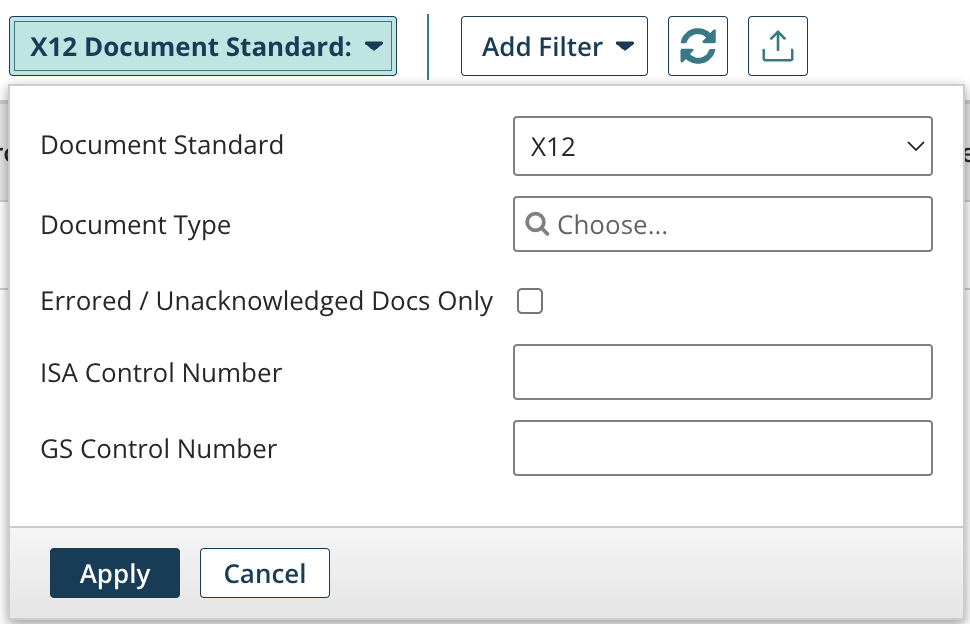 X12 Document Standard:
Add Filter
Document Standard
X12
Document Type
Choose...
Errored / Unacknowledged Docs Only
ISA Control Number
GS Control Number
Apply
Cancel